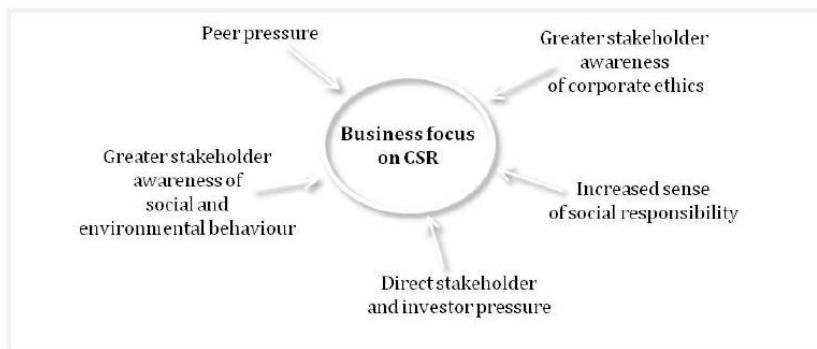 Peer pressure
Greater stakeholder
awareness
of corporate ethics
Business focus
on CSR
Greater stakeholder
awareness of
social and
environmental behaviour
Increased sense
of social responsibility
Direct stakeholder
and investor pressure